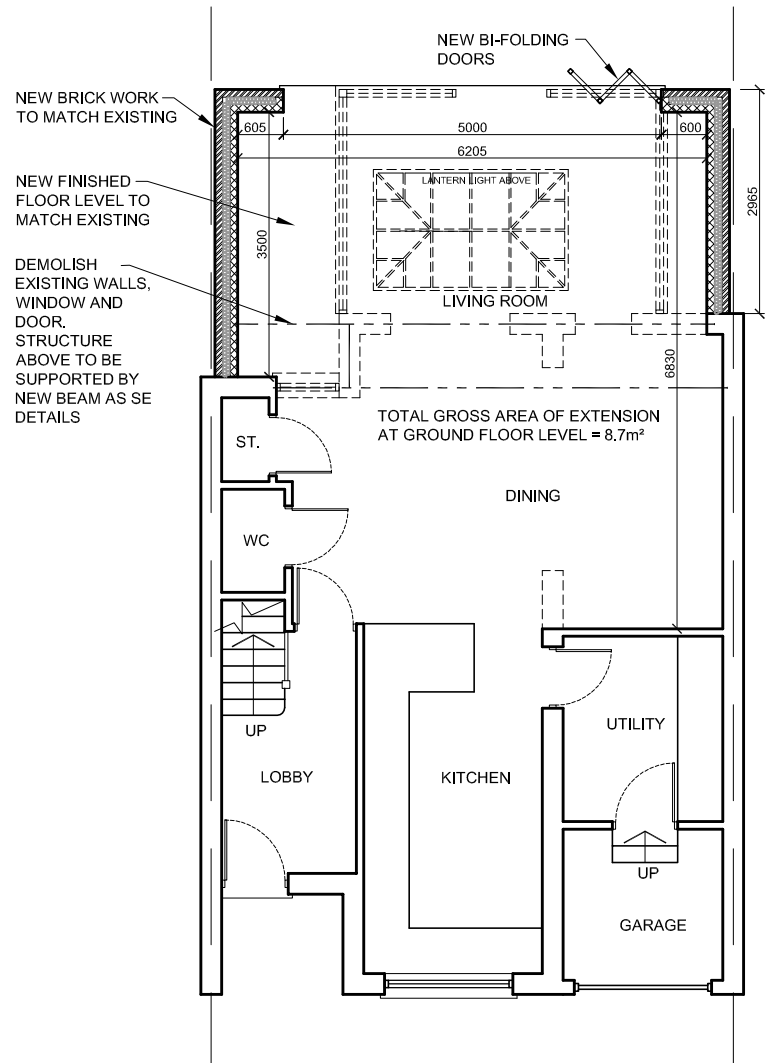 NEW BI-FOLDING
DOORS
NEW BRICK WORK
TO MATCH EXISTING
605
5000
600
6205
2965
NEW FINISHED
FLOOR LEVEL TO
MATCH EXISTING
LANTERN LIGHT ABOVE
3500
DEMOLISH
EXISTING WALLS,
WINDOW AND
DOOR.
STRUCTURE
ABOVE TO BE
SUPPORTED BY
NEW BEAM AS SE
DETAILS
LIVING ROOM
6830
TOTAL GROSS AREA OF EXTENSION
AT GROUND FLOOR LEVEL = 8.7m²
ST.
DINING
WC
UP
UTILITY
LOBBY
KITCHEN
UP
GARAGE